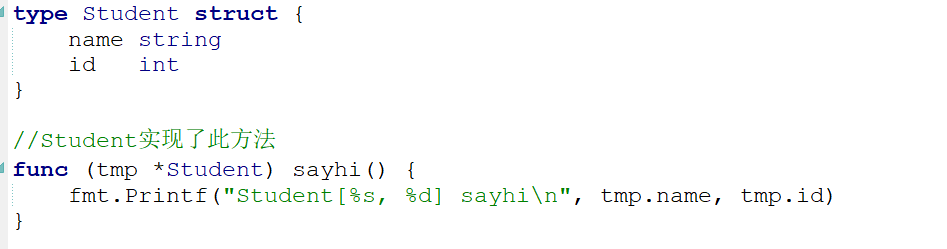 type Student struct {
    name string
    id   int
}

//Student实现了此方法
func (tmp *Student) sayhi() {
    fmt.Printf("Student[%s, %d] sayhi\n", tmp.name, tmp.id)
}